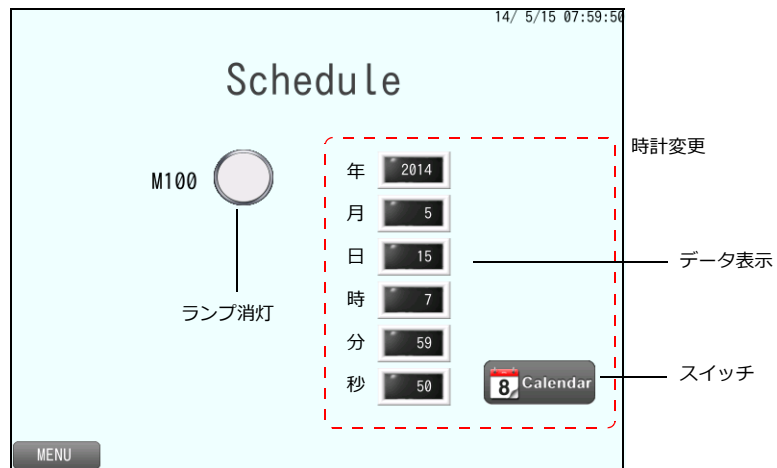 14/ 5/15 07:59:50
Schedule
時計変更
M100
年 2014
月 5
日 15
データ表示
時 7
ランプ消灯
分 59
秒 50
8 Calendar
スイッチ
MENU